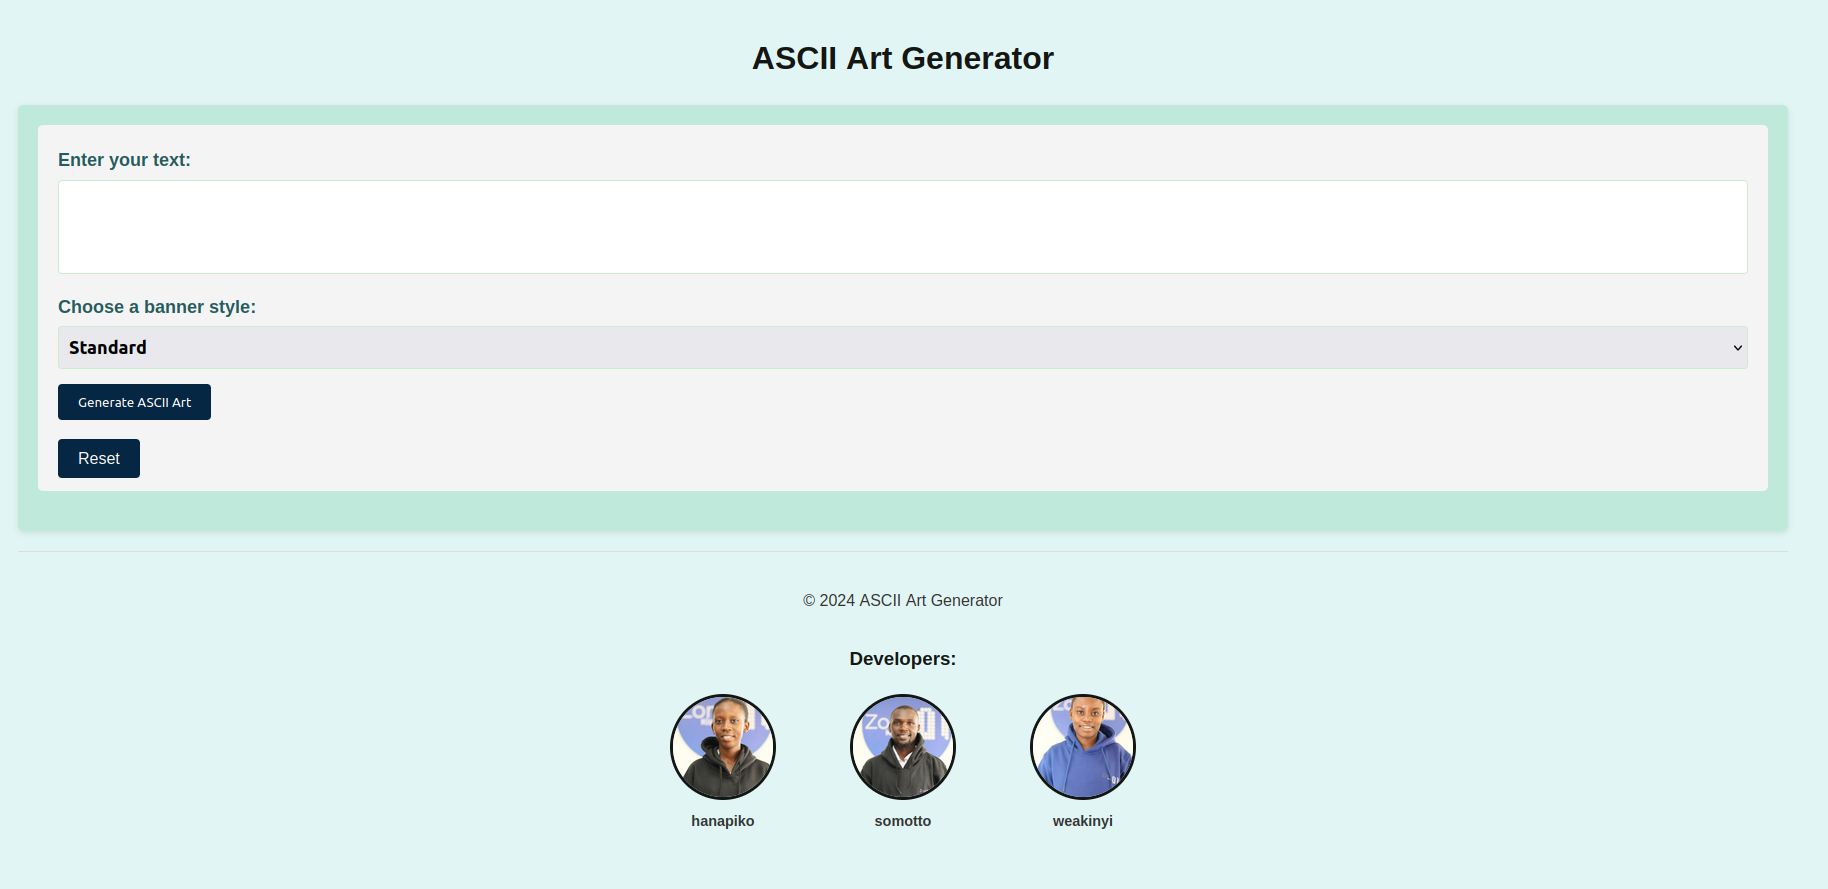 ASCII Art Generator
Enter your text:
Choose a banner style:
Standard
Generate ASCII Art
Reset
© 2024 ASCII Art Generator
Developers:
hanapiko
somotto
weakinyi